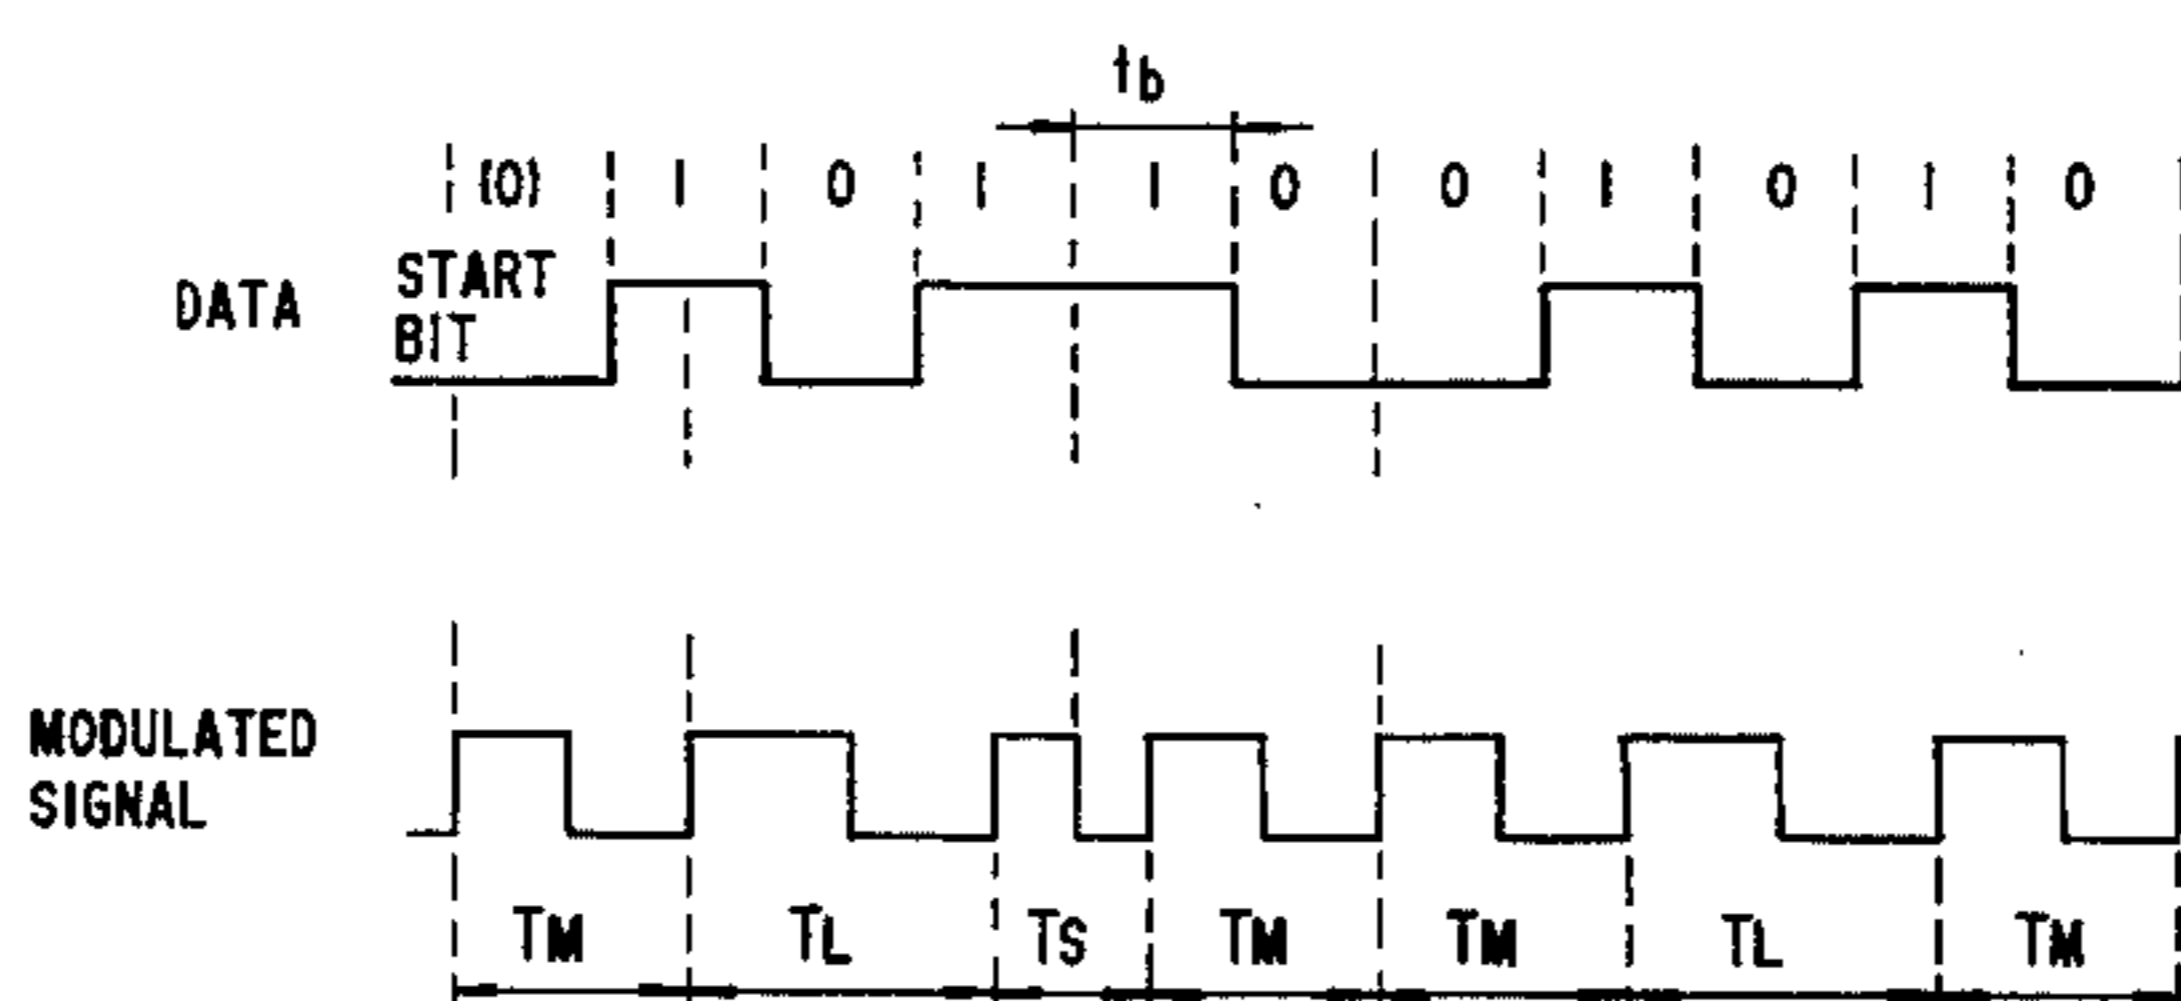 tb
(0) 1 0 1 1 0 0 1 0 1 0
DATA
START
BIT
MODULATED
SIGNAL
TM TL TS TM TM TL TM